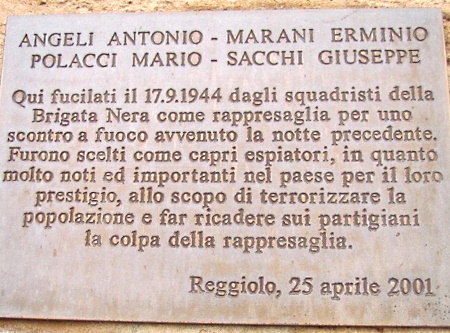 ANGELI ANTONIO - MARANI ERMINIO
POLACCI MARIO - SACCHI GIUSEPPE
Qui fucilati il 17.9.1944 dagli squadristi della
Brigata Nera come rappresaglia per uno
scontro a fuoco avvenuto la notte precedente.
Furono scelti come capri espiatori, in quanto
molto noti ed importanti nel paese per il loro
prestigio, allo scopo di terrorizzare la
popolazione e far ricadere sui partigiani
la colpa della rappresaglia.
Reggiolo, 25 aprile 2001